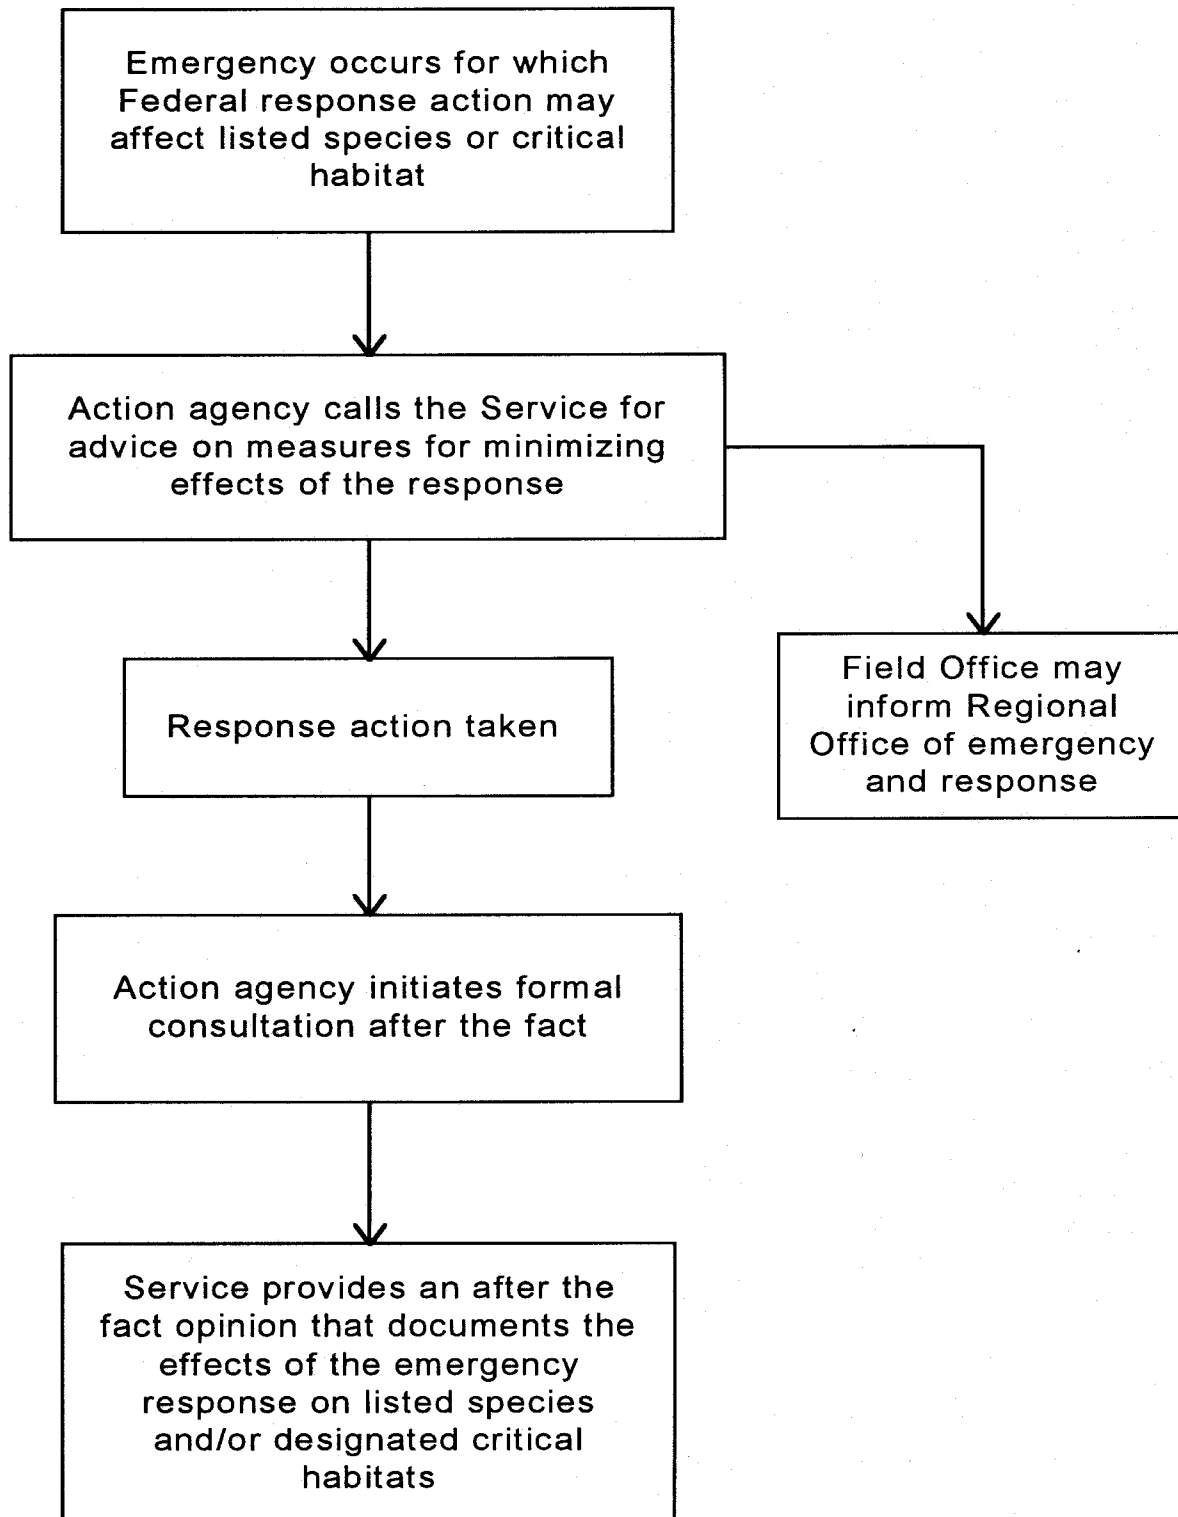 Emergency occurs for which
Federal response action may
affect listed species or critical
habitat
Action agency calls the Service for
advice on measures for minimizing
effects of the response
Field Office may
inform Regional
Office of emergency
and response
Response action taken
Action agency initiates formal
consultation after the fact
Service provides an after the
fact opinion that documents the
effects of the emergency
response on listed species
and/or designated critical
habitats